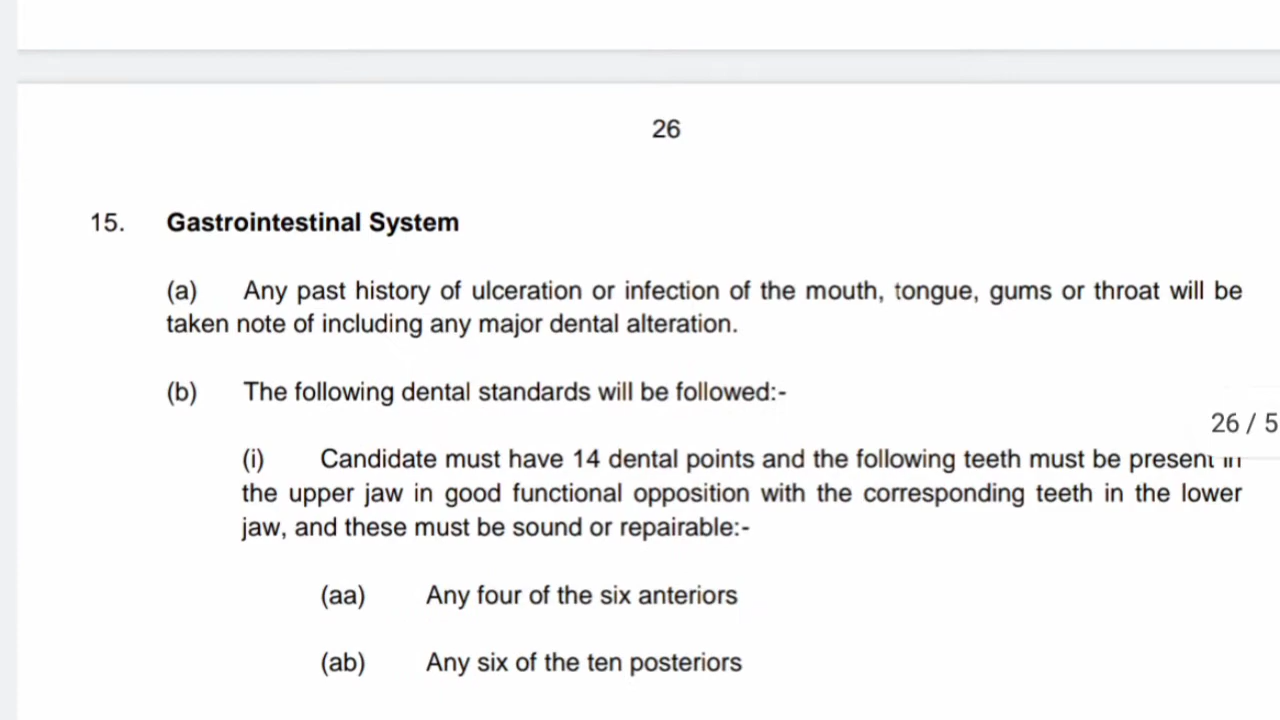 26
15. Gastrointestinal System
(a) Any past history of ulceration or infection of the mouth, tongue, gums or throat will be
taken note of including any major dental alteration.
(b) The following dental standards will be followed:-
26 / 5
(i) Candidate must have 14 dental points and the following teeth must be present in
the upper jaw in good functional opposition with the corresponding teeth in the lower
jaw, and these must be sound or repairable:-
(aa) Any four of the six anteriors
(ab) Any six of the ten posteriors